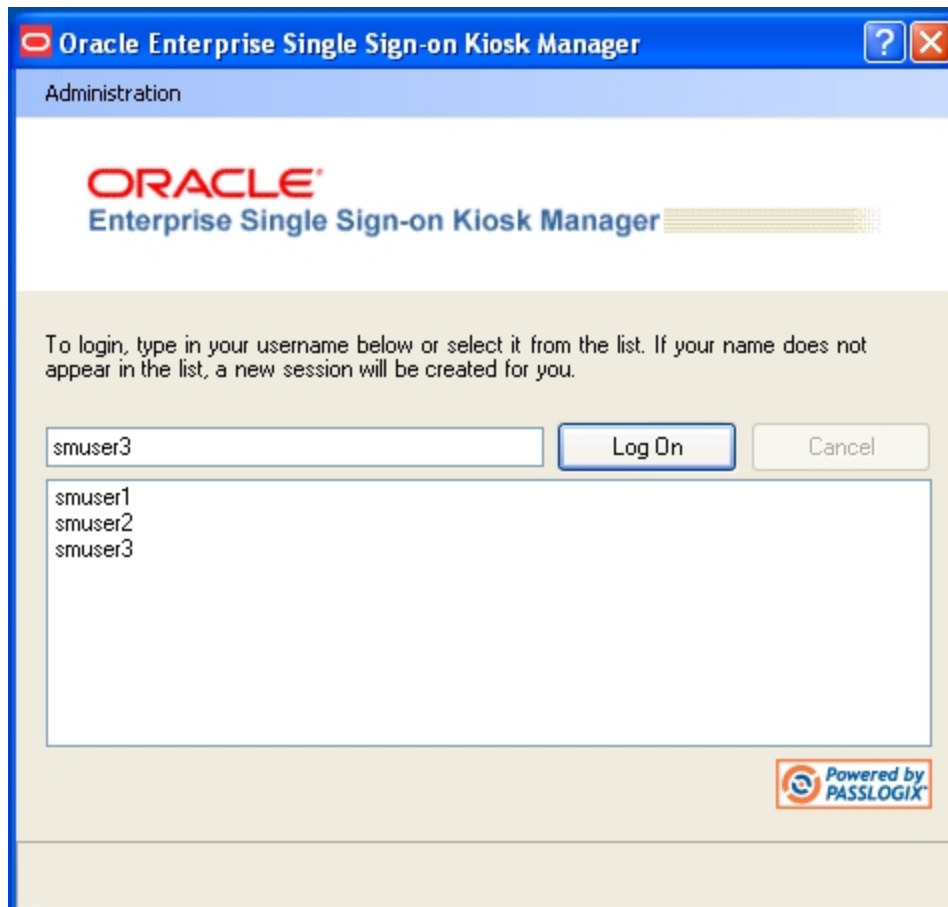 Oracle Enterprise Single Sign-on Kiosk Manager
?
Administration
ORACLE®
Enterprise Single Sign-on Kiosk Manager
To login, type in your username below or select it from the list. If your name does not
appear in the list, a new session will be created for you.
smuser3
Log On
Cancel
smuser1
smuser2
smuser3
Powered by
PASSLOGIX™